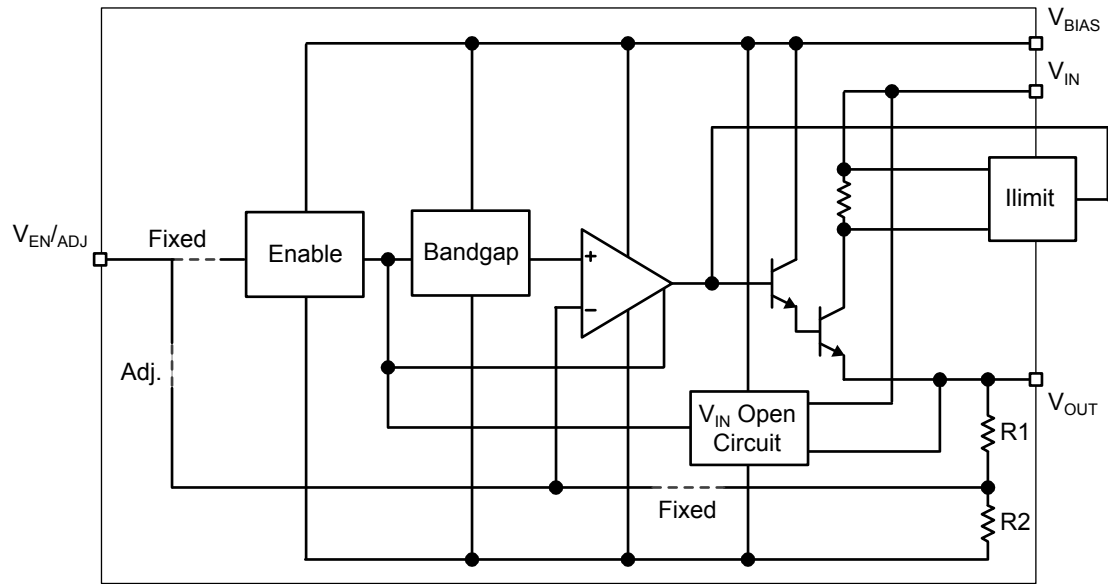 VBIAS
VIN
Ilimit
VEN/ADJ
Fixed
Enable
Bandgap
+
−
Adj.
VIN Open
Circuit
VOUT
R1
Fixed
R2